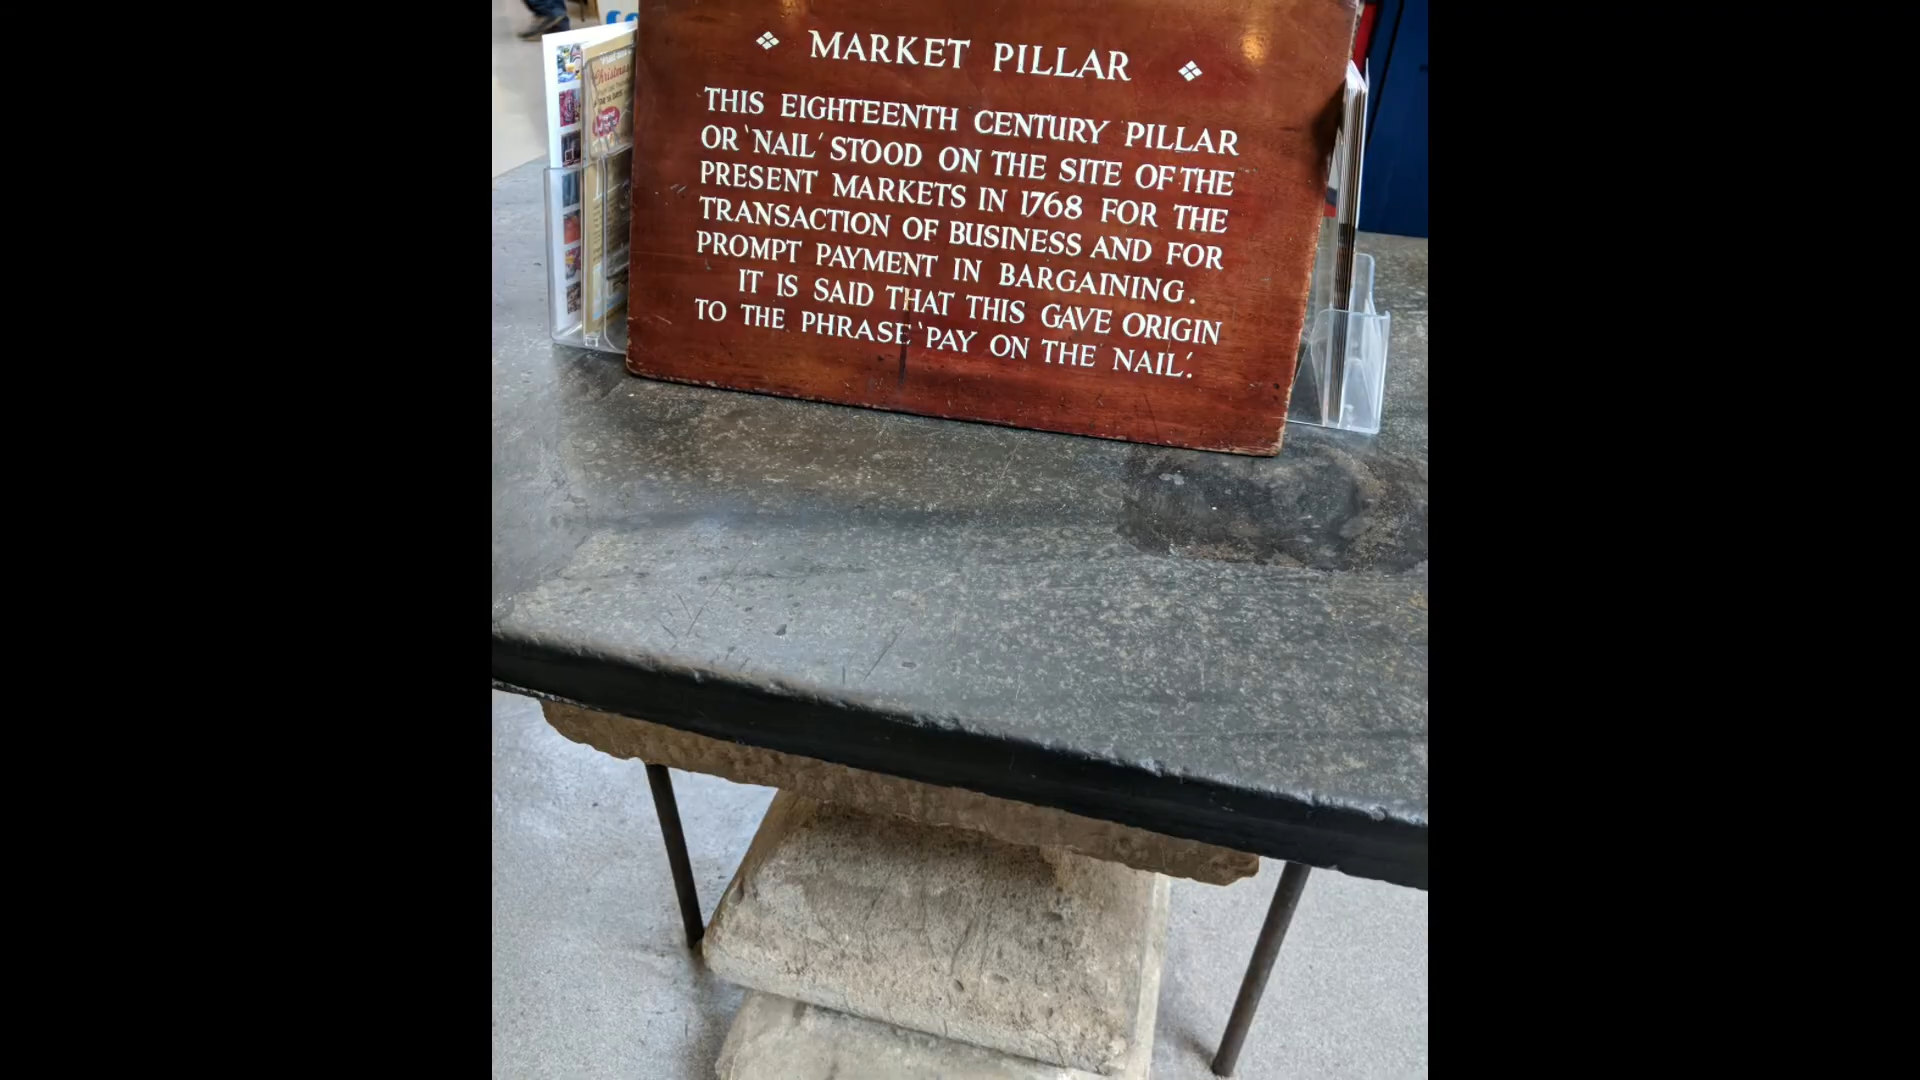 MARKET PILLAR
THIS EIGHTEENTH CENTURY PILLAR
OR 'NAIL' STOOD ON THE SITE OF THE
PRESENT MARKETS IN 1768 FOR THE
TRANSACTION OF BUSINESS AND FOR
PROMPT PAYMENT IN BARGAINING.
IT IS SAID THAT THIS GAVE ORIGIN
TO THE PHRASE 'PAY ON THE NAIL'.
Christmas